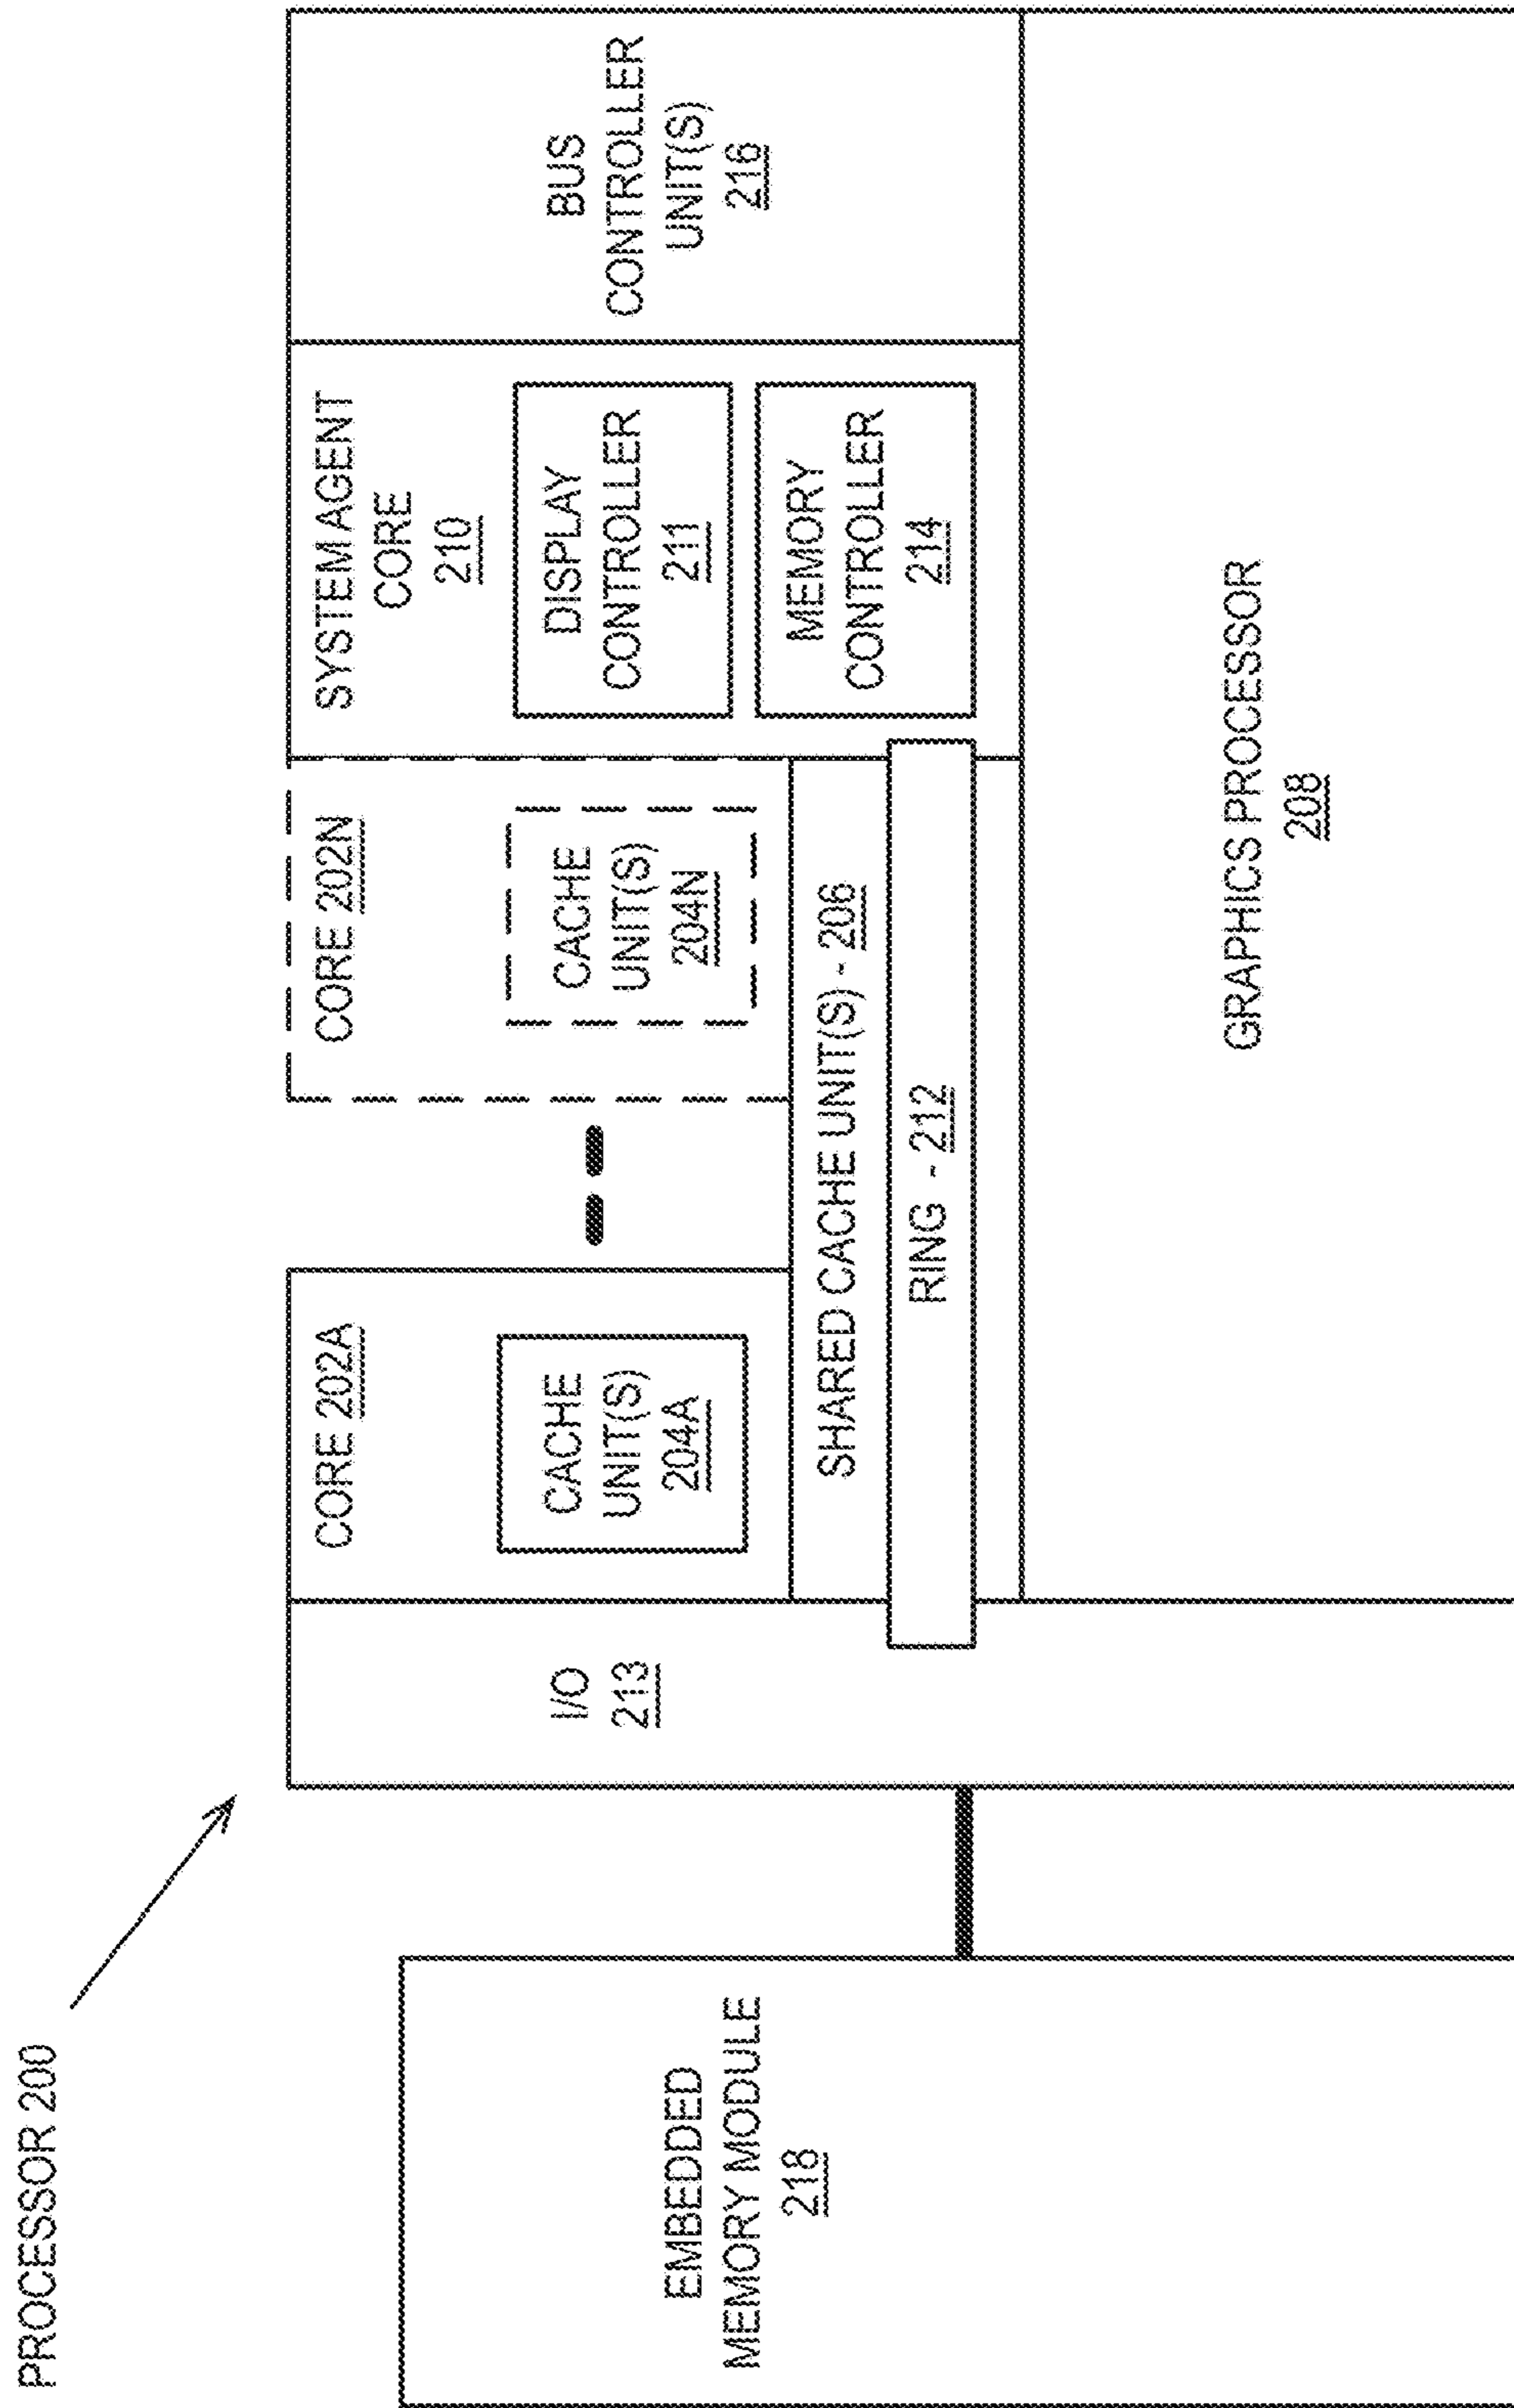 PROCESSOR 200
EMBEDDED
MEMORY MODULE
218
I/O
213
CORE 202A
CACHE
UNIT(S)
204A
CORE 202N
CACHE
UNIT(S)
204N
SHARED CACHE UNIT(S) - 206
RING - 212
SYSTEM AGENT
CORE
210
DISPLAY
CONTROLLER
211
MEMORY
CONTROLLER
214
BUS
CONTROLLER
UNIT(S)
216
GRAPHICS PROCESSOR
208